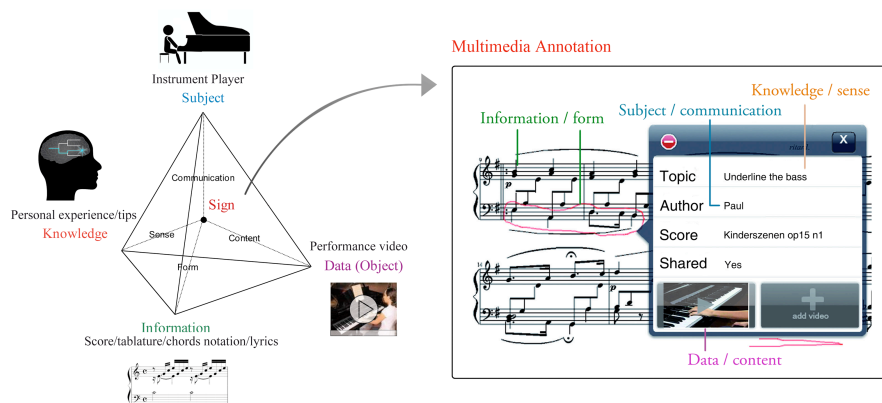 Instrument Player
Subject
Communication
Sign
Sense
Content
Form
Personal experience/tips
Knowledge
Performance video
Data (Object)
Information
Score/tablature/chords notation/lyrics
Multimedia Annotation
Knowledge / sense
Subject / communication
Information / form
X
9
p
Topic Underline the bass
Author Paul
Score Kinderszenen op15 n1
Shared Yes
14
p
add video
Data / content